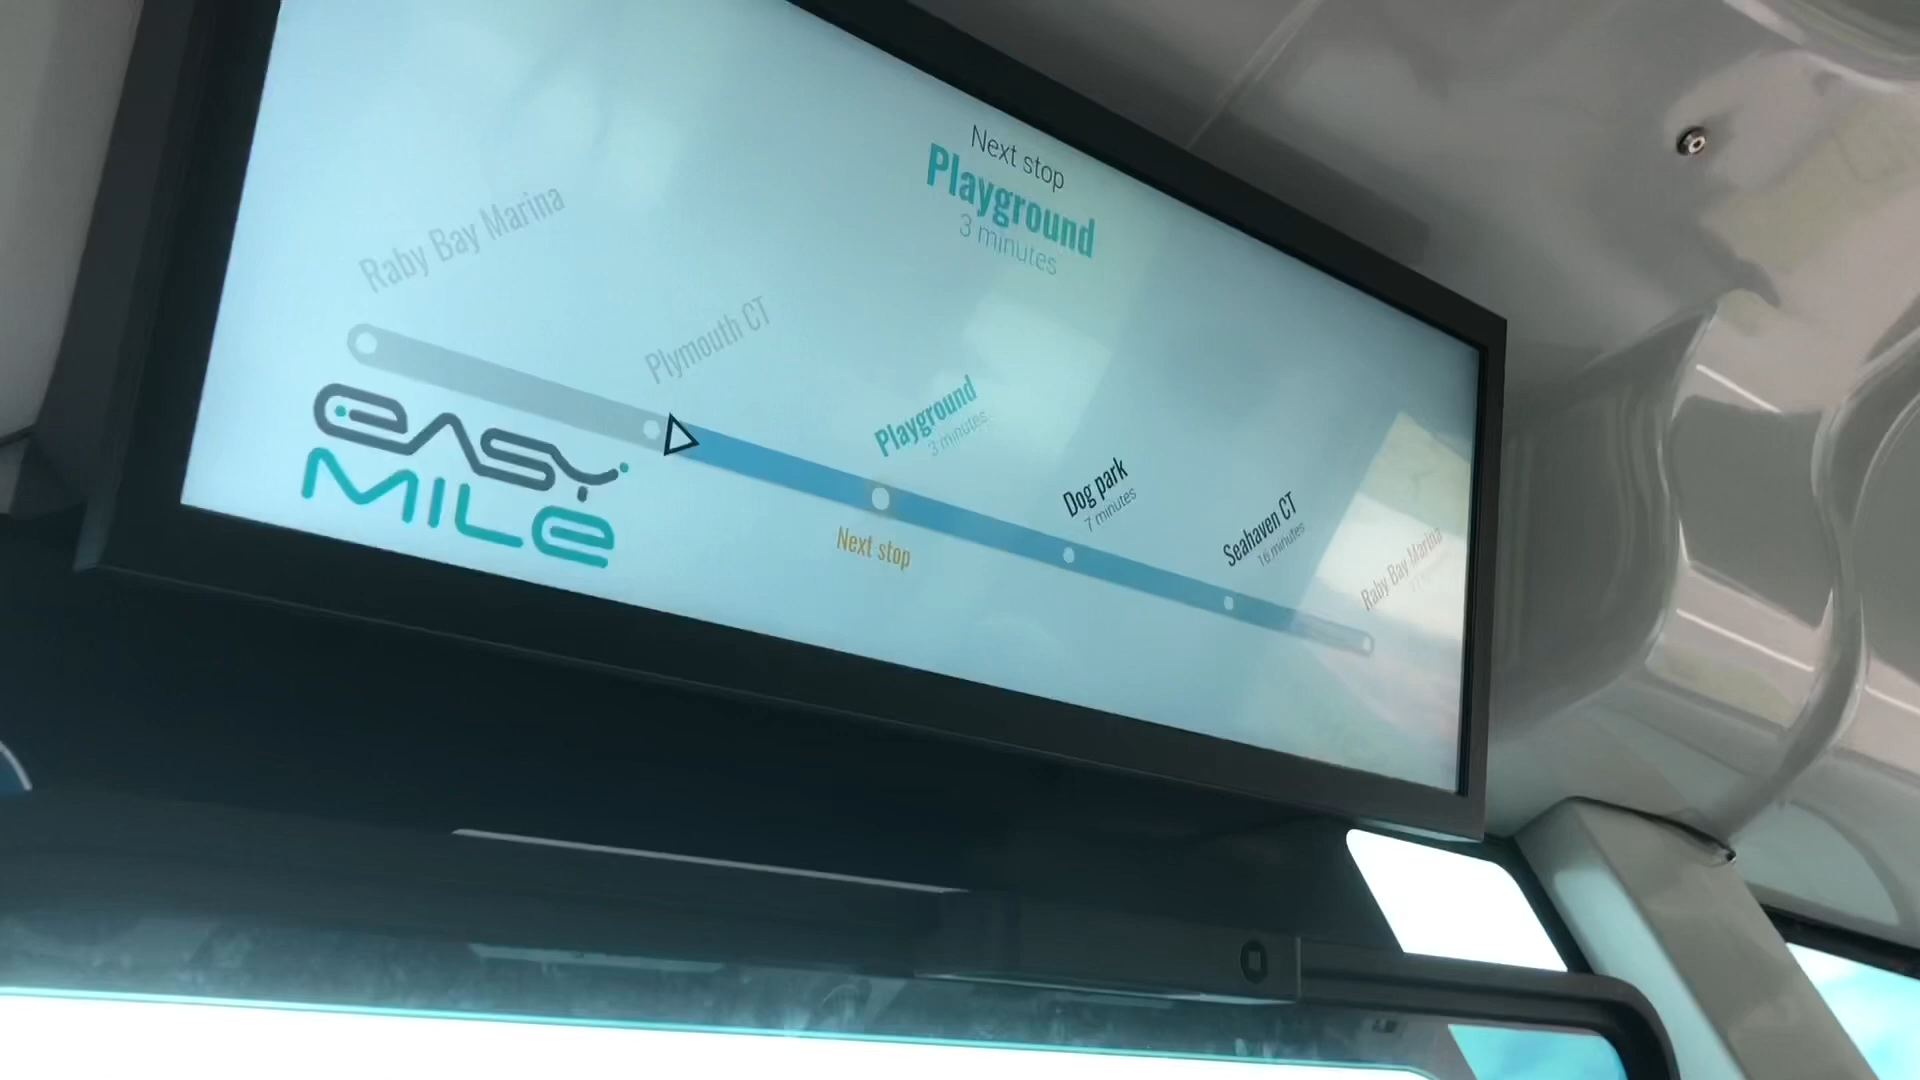 Next stop
Playground
3 minutes
Raby Bay Marina
Plymouth CT
Playground
3 minutes
Dog park
7 minutes
Seahaven CT
16 minutes
Raby Bay Marina
Next stop
EASY
MILE